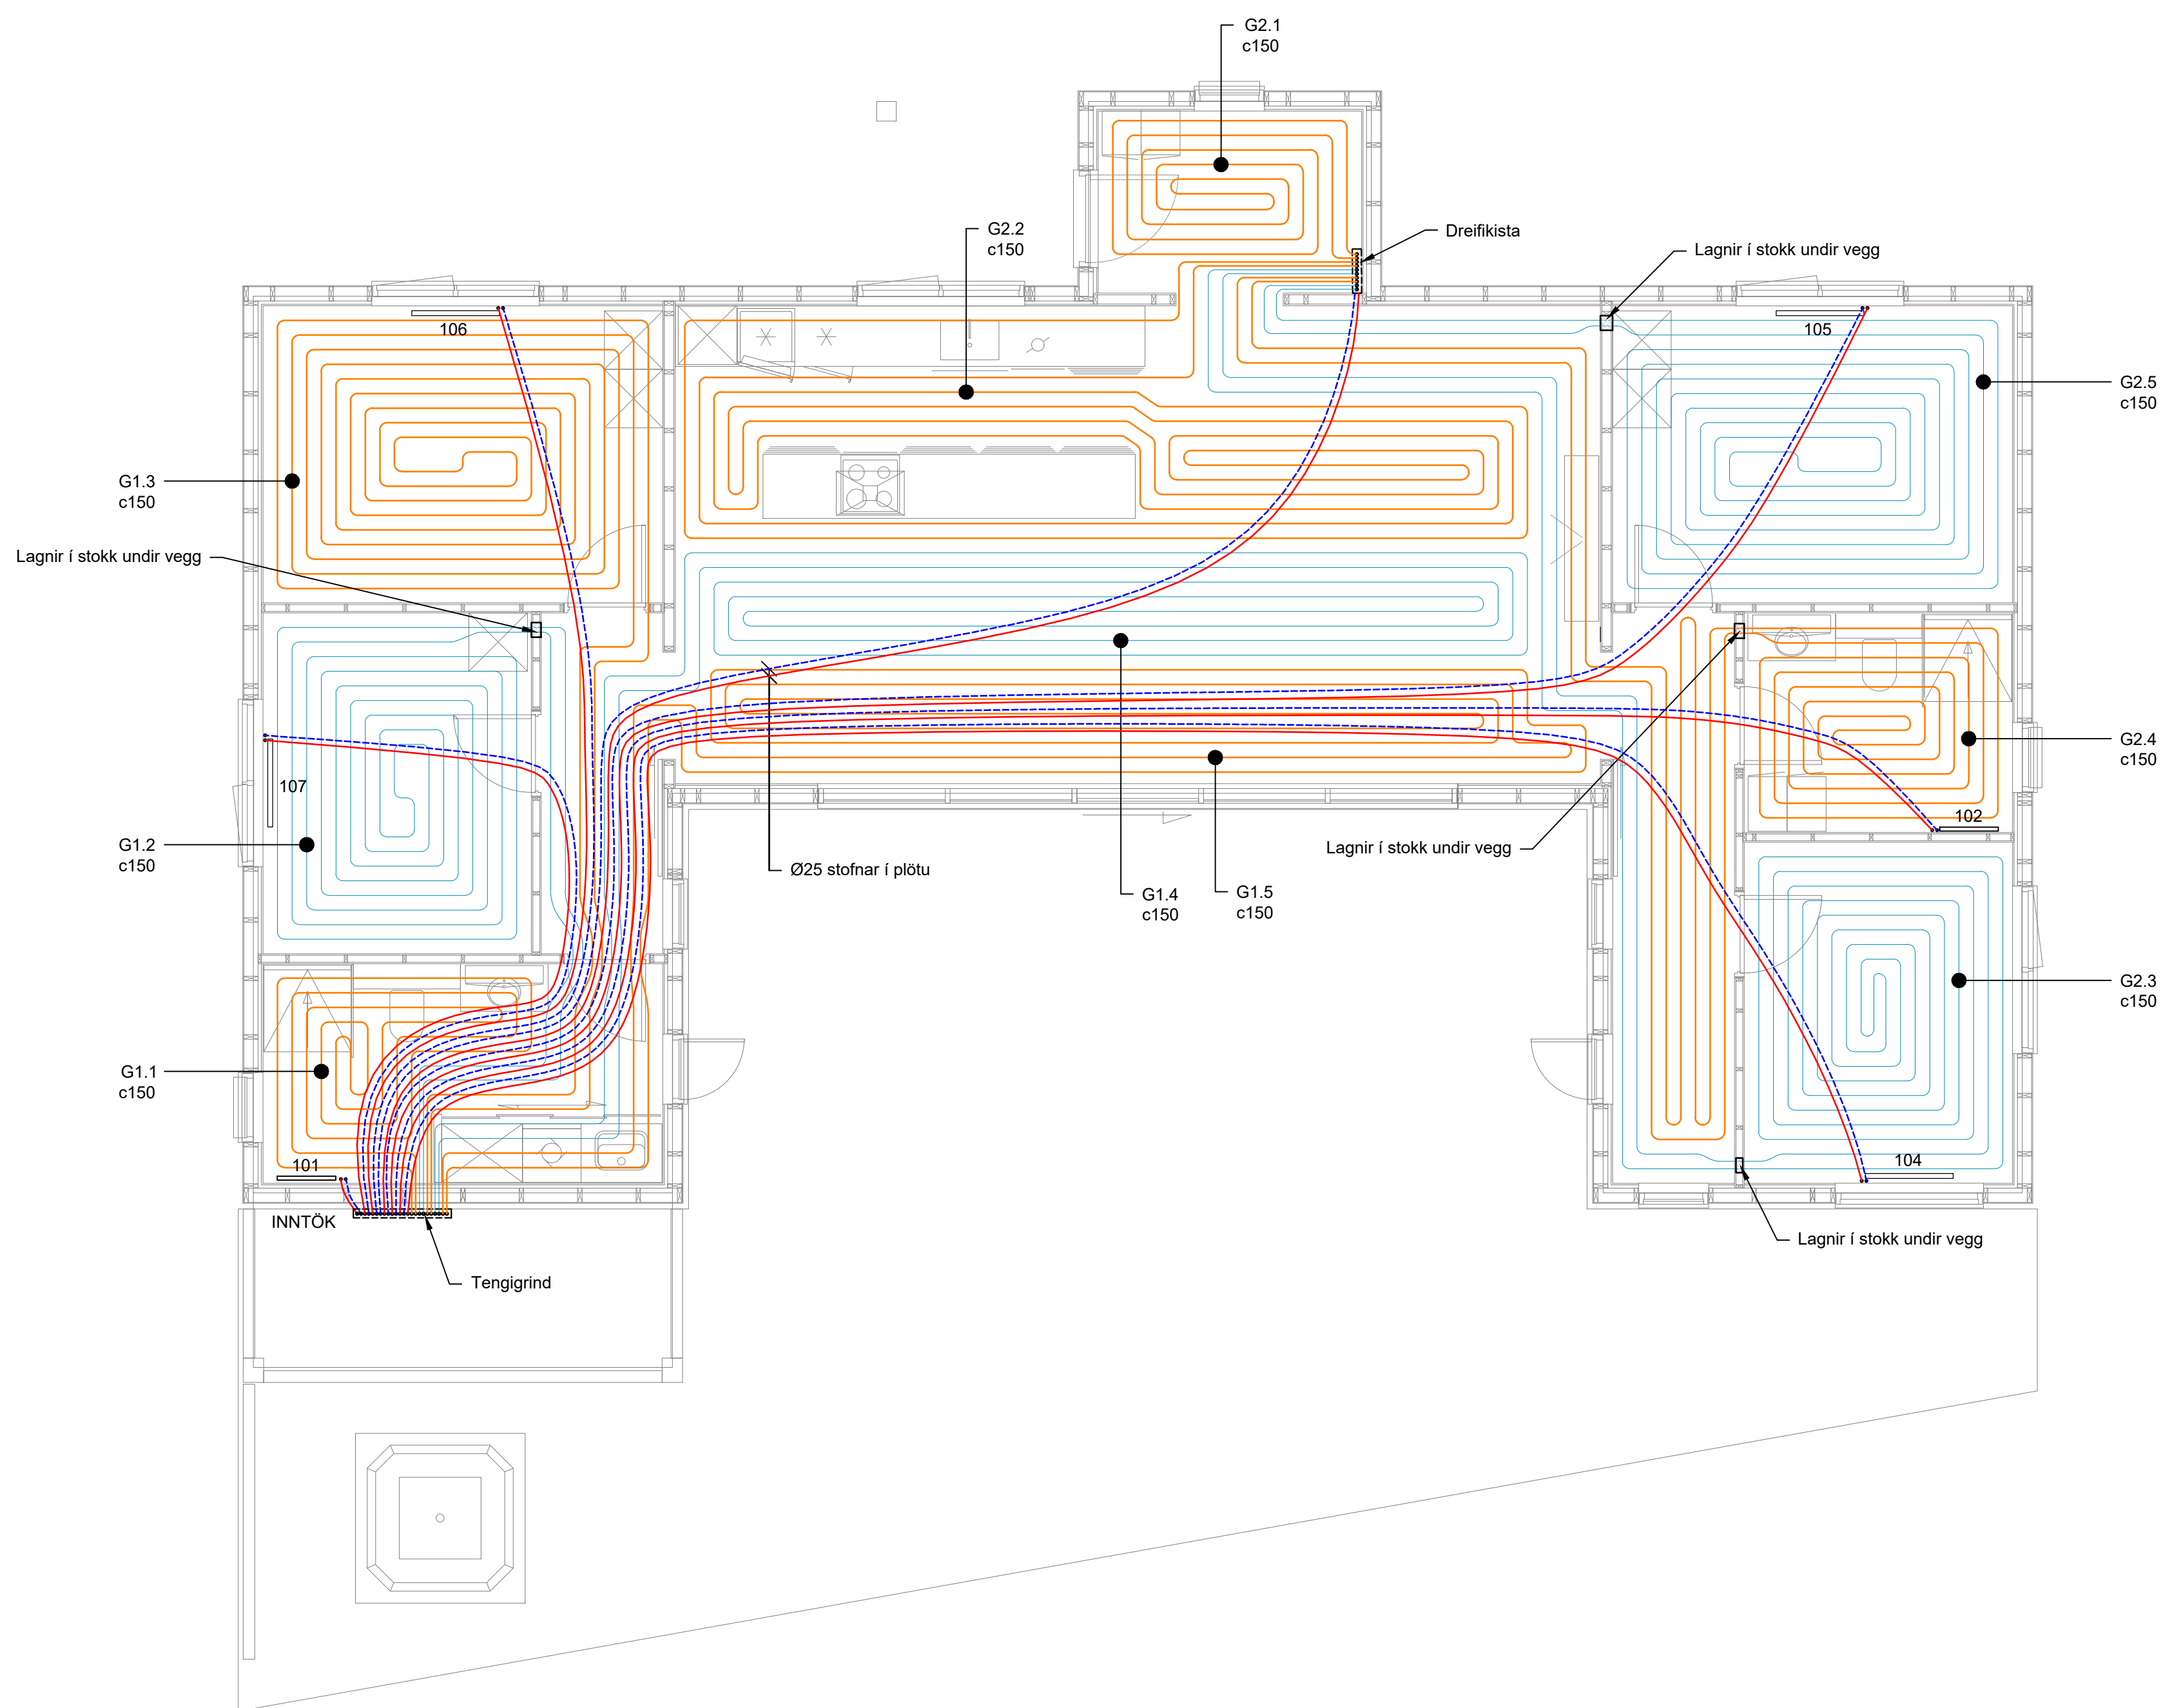 G2.1
c150
G2.2
c150
Dreifikista
Lagnir í stokk undir vegg
106
105
G2.5
c150
G1.3
c150
Lagnir í stokk undir vegg
G2.4
c150
107
102
G1.2
c150
Lagnir í stokk undir vegg
Ø25 stofnar í plötu
G1.4
c150
G1.5
c150
G2.3
c150
G1.1
c150
101
104
INNTÖK
Lagnir í stokk undir vegg
Tengigrind